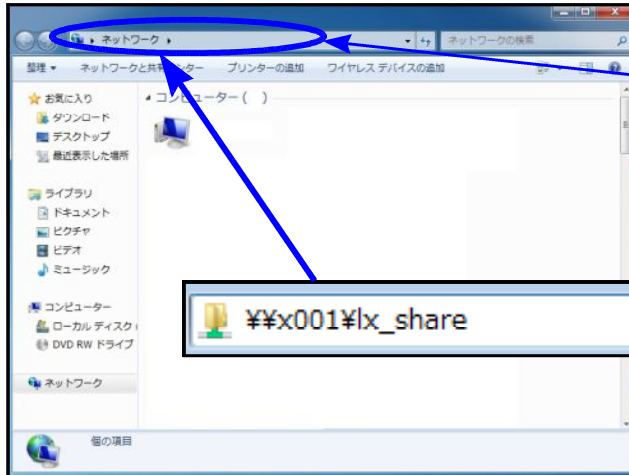 ネットワーク
ネットワークの検索
整理 ネットワークと共有センター プリンターの追加 ワイヤレス デバイスの追加
お気に入り
ダウンロード
デスクトップ
最近表示した場所
ライブラリ
ドキュメント
ピクチャ
ビデオ
ミュージック
コンピューター
ローカル ディスク (
DVD RW ドライブ
ネットワーク
コンピューター ( )
¥¥x001¥lx_share
個の項目